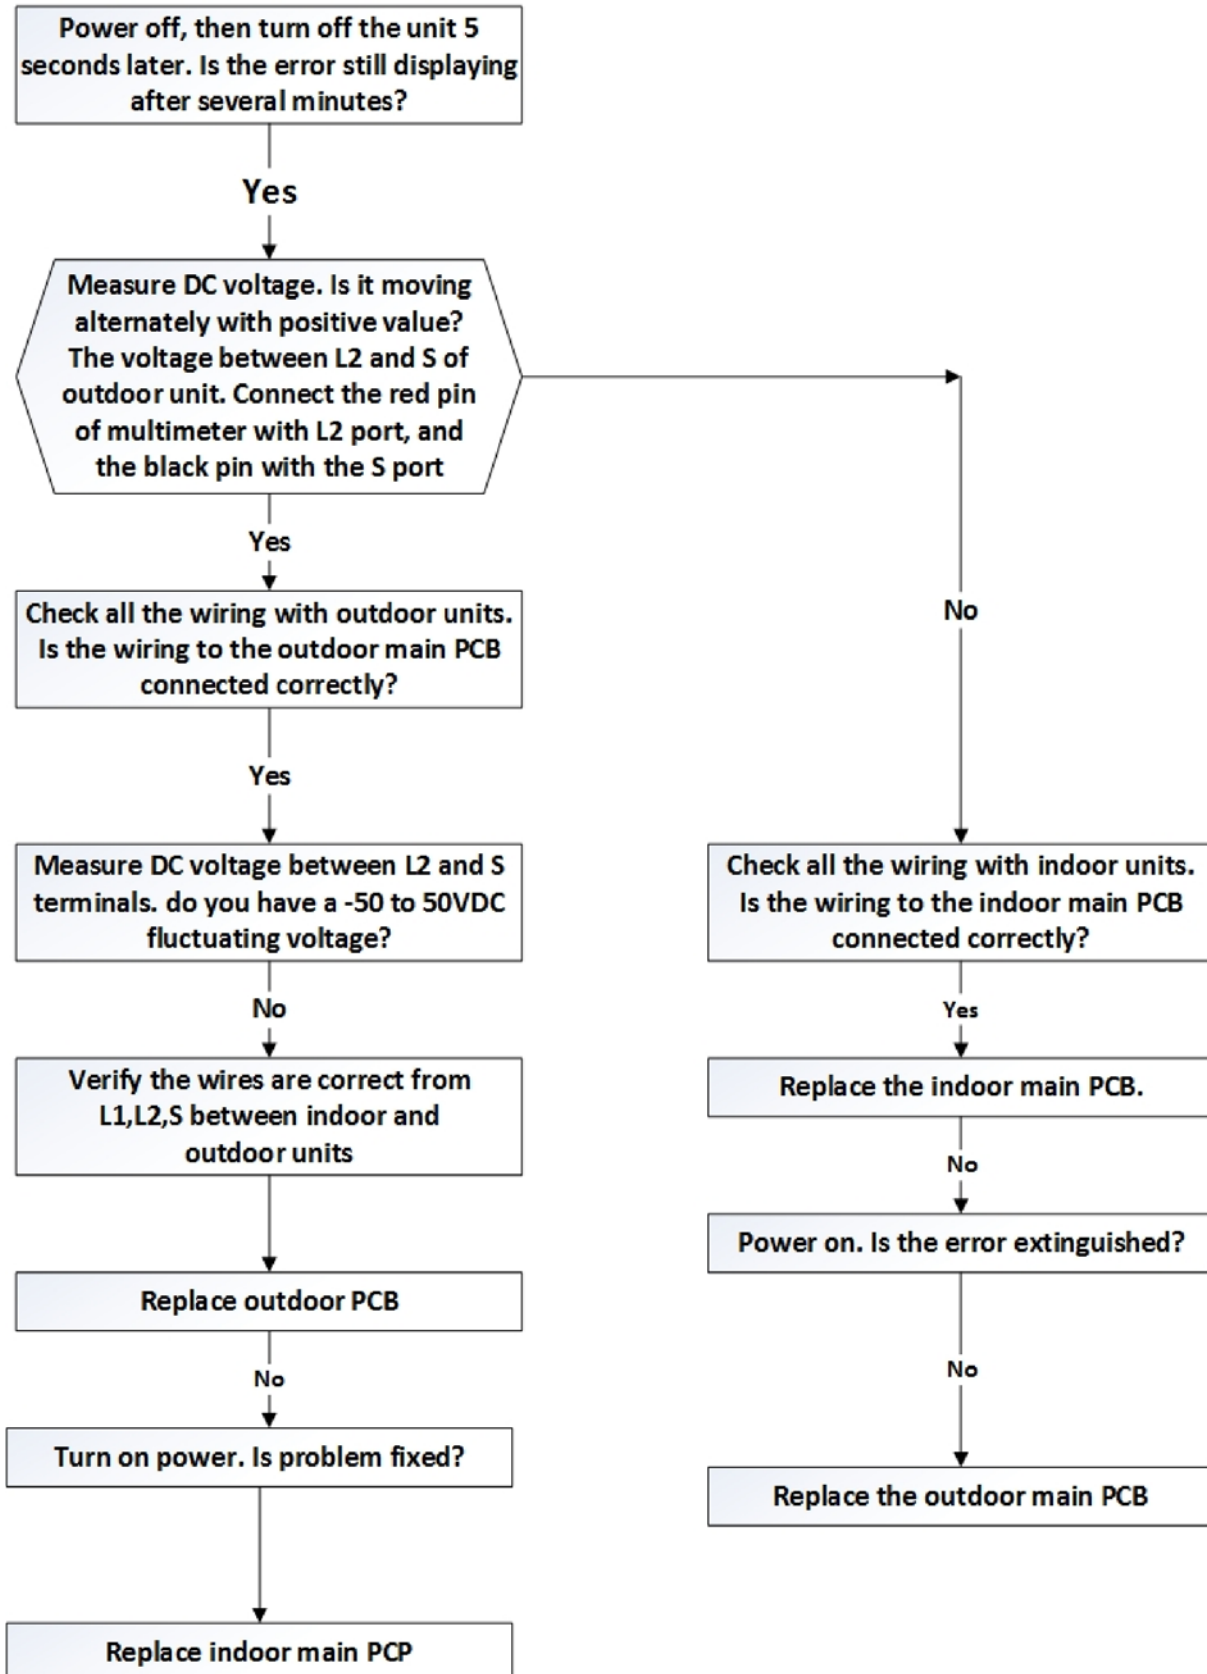 Power off, then turn off the unit 5
seconds later. Is the error still displaying
after several minutes?
Yes
Measure DC voltage. Is it moving
alternately with positive value?
The voltage between L2 and S of
outdoor unit. Connect the red pin
of multimeter with L2 port, and
the black pin with the S port
Yes
Check all the wiring with outdoor units.
Is the wiring to the outdoor main PCB
connected correctly?
Yes
Measure DC voltage between L2 and S
terminals. do you have a -50 to 50VDC
fluctuating voltage?
No
Verify the wires are correct from
L1,L2,S between indoor and
outdoor units
Replace outdoor PCB
No
Turn on power. Is problem fixed?
Replace indoor main PCP
No
Check all the wiring with indoor units.
Is the wiring to the indoor main PCB
connected correctly?
Yes
Replace the indoor main PCB.
No
Power on. Is the error extinguished?
No
Replace the outdoor main PCB